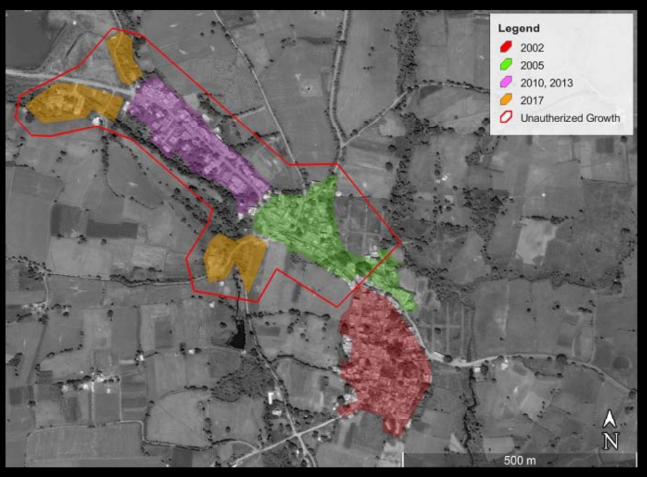 Legend
2002
2005
2010, 2013
2017
Unautherized Growth
N
500 m